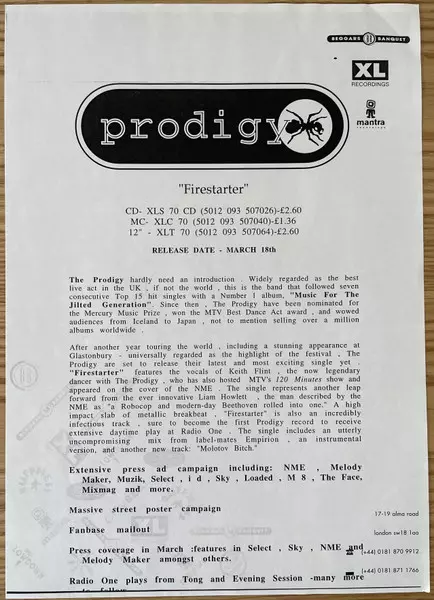 BEGGARS BANQUET
XL
RECORDINGS
mantra
recordings
prodigy
"Firestarter"
CD- XLS 70 CD (5012 093 507026)-£2.60
MC- XLC 70 (5012 093 507040)-£1.36
12" - XLT 70 (5012 093 507064)-£2.60
RELEASE DATE - MARCH 18th
The Prodigy hardly need an introduction . Widely regarded as the best
live act in the UK , if not the world , this is the band that followed seven
consecutive Top 15 hit singles with a Number 1 album, "Music For The
Jilted Generation". Since then , The Prodigy have been nominated for
the Mercury Music Prize , won the MTV Best Dance Act award , and wowed
audiences from Iceland to Japan , not to mention selling over a million
albums worldwide .
After another year touring the world , including a stunning appearance at
Glastonbury - universally regarded as the highlight of the festival , The
Prodigy are set to release their latest and most exciting single yet .
"Firestarter" features the vocals of Keith Flint , the now legendary
dancer with The Prodigy , who has also hosted MTV's 120 Minutes show and
appeared on the cover of the NME . The single represents another leap
forward from the ever innovative Liam Howlett , the man described by the
NME as "a Robocop and modern-day Beethoven rolled into one." A high
impact slab of metallic breakbeat , "Firestarter" is also an incredibly
infectious track , sure to become the first Prodigy record to receive
extensive daytime play at Radio One . The single includes an utterly
uncompromising mix from label-mates Empirion , an instrumental
version, and another new track: "Molotov Bitch."
Extensive press ad campaign including: NME , Melody
Maker, Muzik, Select , i d , Sky , Loaded , M 8 , The Face,
Mixmag and more.
Massive street poster campaign
17-19 alma road
Fanbase mailout
london sw18 1aa
Press coverage in March :features in Select , Sky , NME and
(+44) 0181 870 9912
Melody Maker amongst others.
(+44) 0181 871 1766
Radio One plays from Tong and Evening Session -many more
to follow